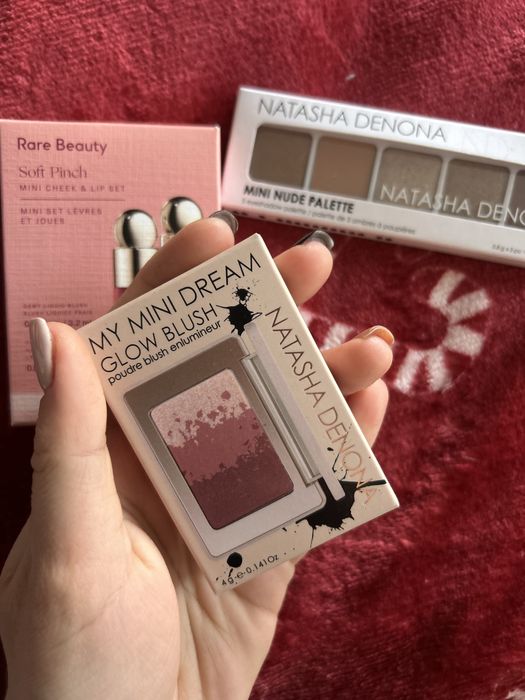 NATASHA DENONA
MINI NUDE PALETTE
NATASHA DENO
Rare Beauty
Soft Pinch
MINI CHEEK & LIP SET
MINI SET LÈVRES
ET JOUES
MY MINI DREAM
GLOW BLUSH
poudre blush enlumineur
NATASHA DENONA
4g e 0.14 Oz